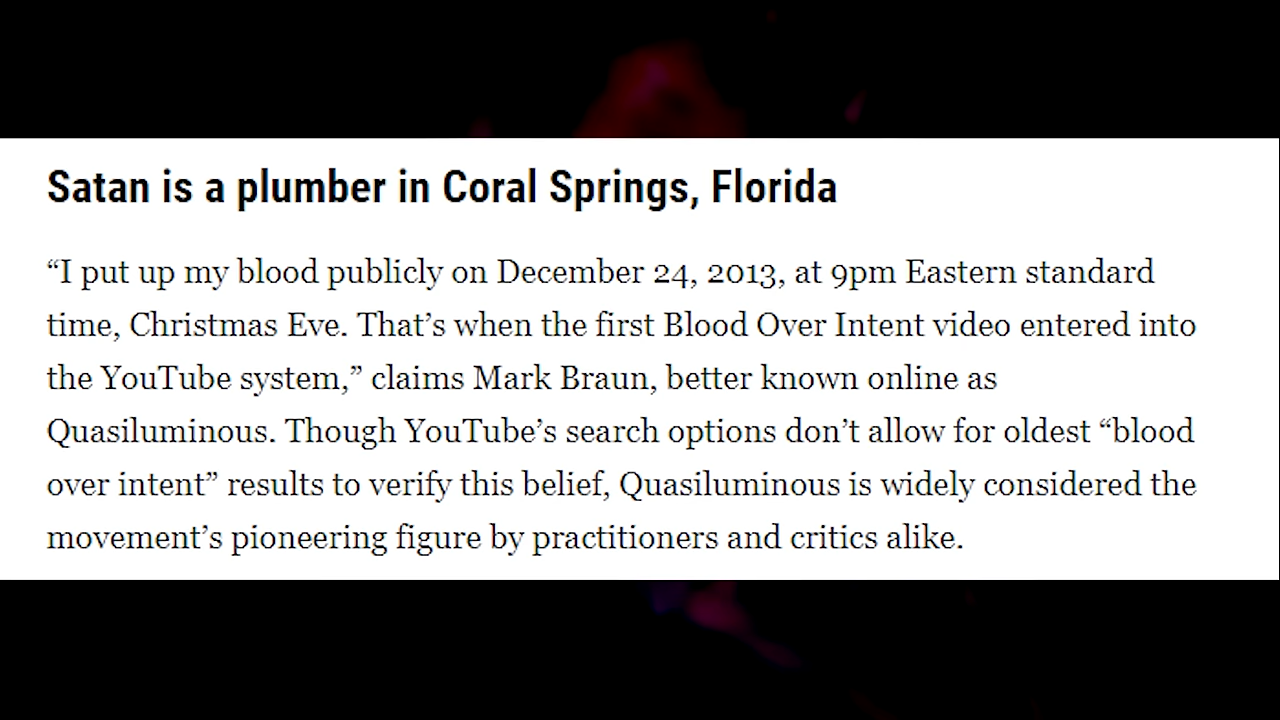 Satan is a plumber in Coral Springs, Florida
“I put up my blood publicly on December 24, 2013, at 9pm Eastern standard
time, Christmas Eve. That’s when the first Blood Over Intent video entered into
the YouTube system,” claims Mark Braun, better known online as
Quasiluminous. Though YouTube’s search options don’t allow for oldest “blood
over intent” results to verify this belief, Quasiluminous is widely considered the
movement’s pioneering figure by practitioners and critics alike.